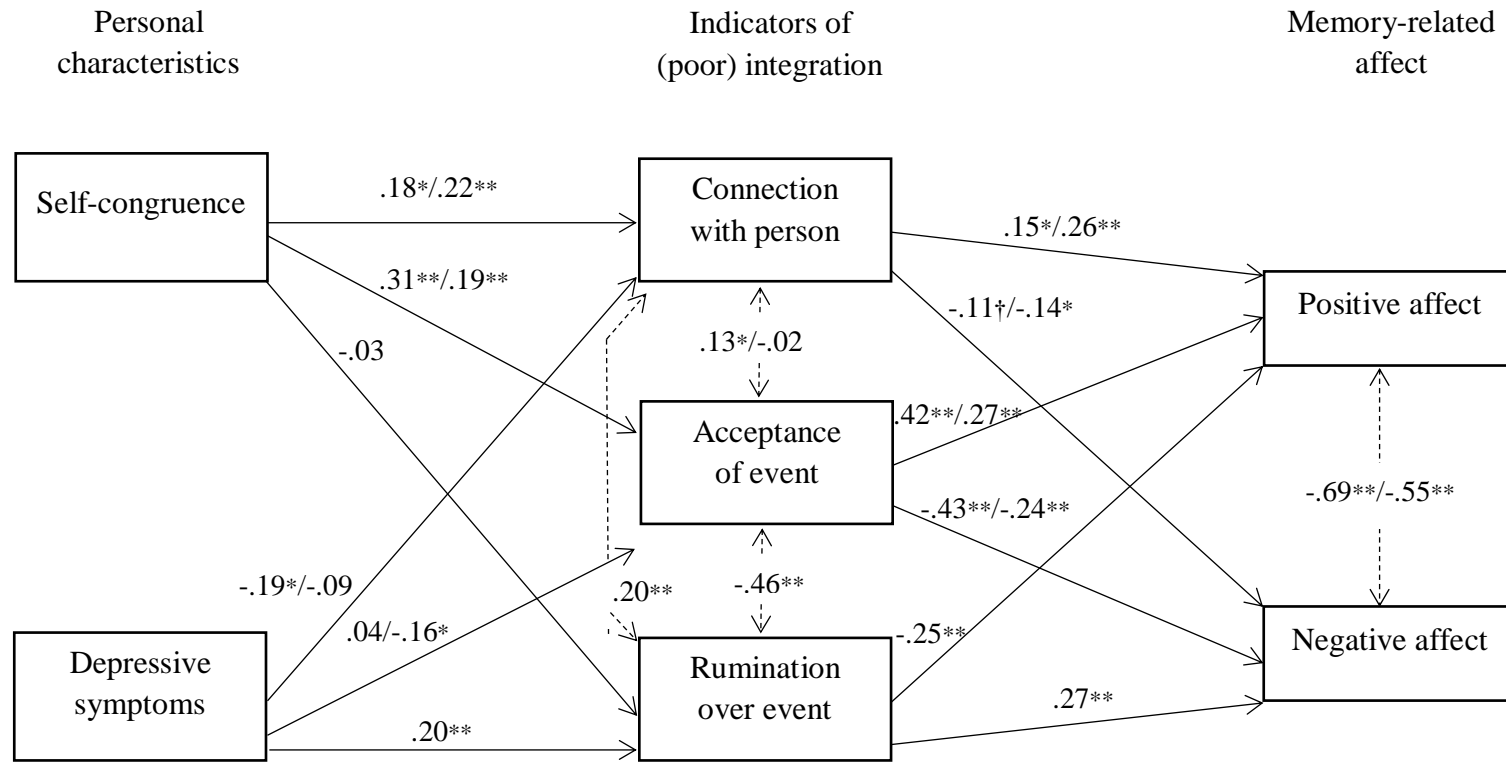 Personal
characteristics
Indicators of
(poor) integration
Memory-related
affect
Self-congruence
.18*/.22**
Connection
with person
.15*/.26**
.31**/.19**
Positive affect
-.11†/-.14*
-.03
.13*/-.02
.42**/.27**
Acceptance
of event
-.43**/-.24**
-.69**/-.55**
-.19*/-.09
.20**
-.46**
.04/-.16*
-.25**
Depressive
symptoms
Rumination
over event
Negative affect
.20**
.27**